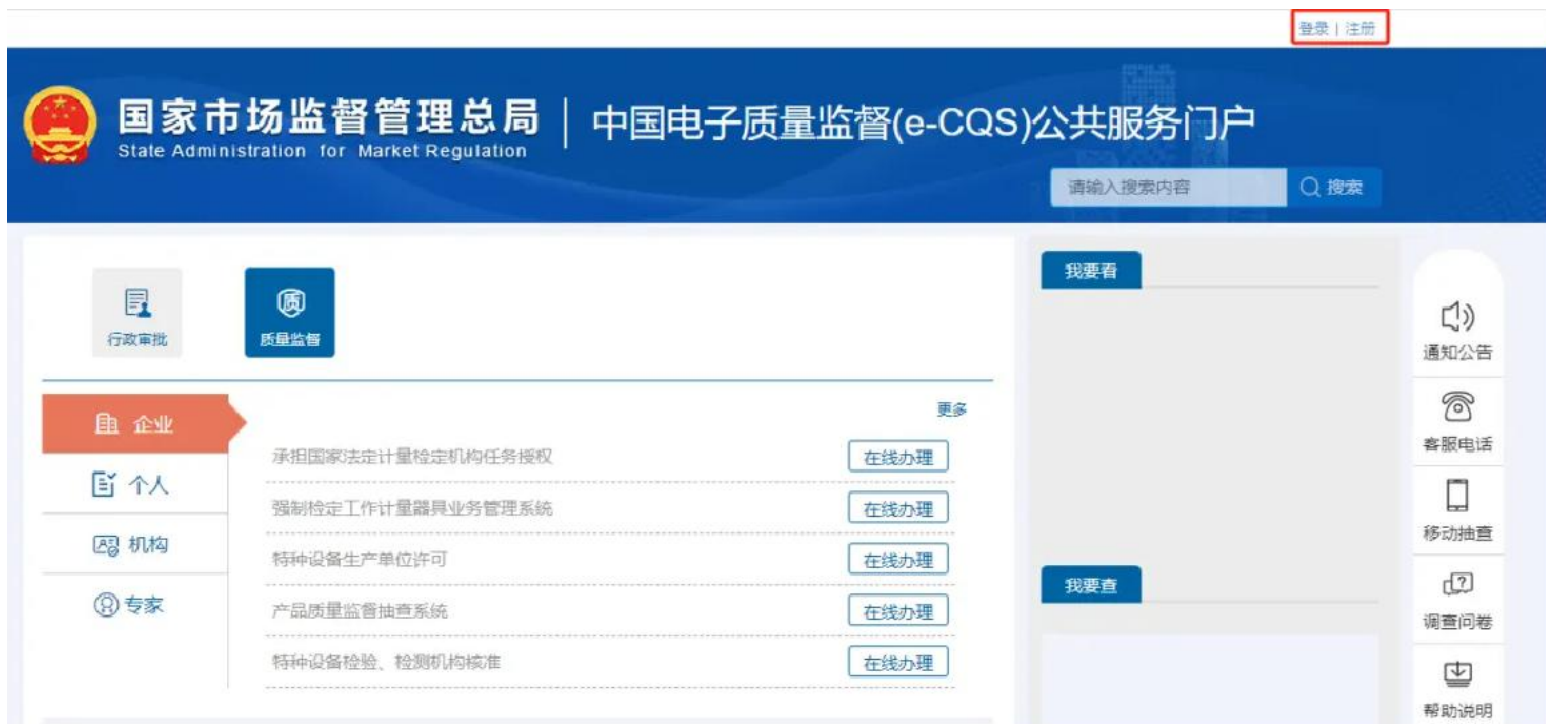 登录 | 注册
国家市场监督管理总局 | 中国电子质量监督(e-CQS)公共服务门户
State Administration for Market Regulation
请输入搜索内容 搜索
行政审批
质
质量监督
企业
个人
机构
专家
更多
承担国家法定计量检定机构任务授权 在线办理
强制检定工作计量器具业务管理系统 在线办理
特种设备生产单位许可 在线办理
产品质量监督抽查系统 在线办理
特种设备检验、检测机构核准 在线办理
我要看
我要查
通知公告
客服电话
移动抽查
调查问卷
帮助说明